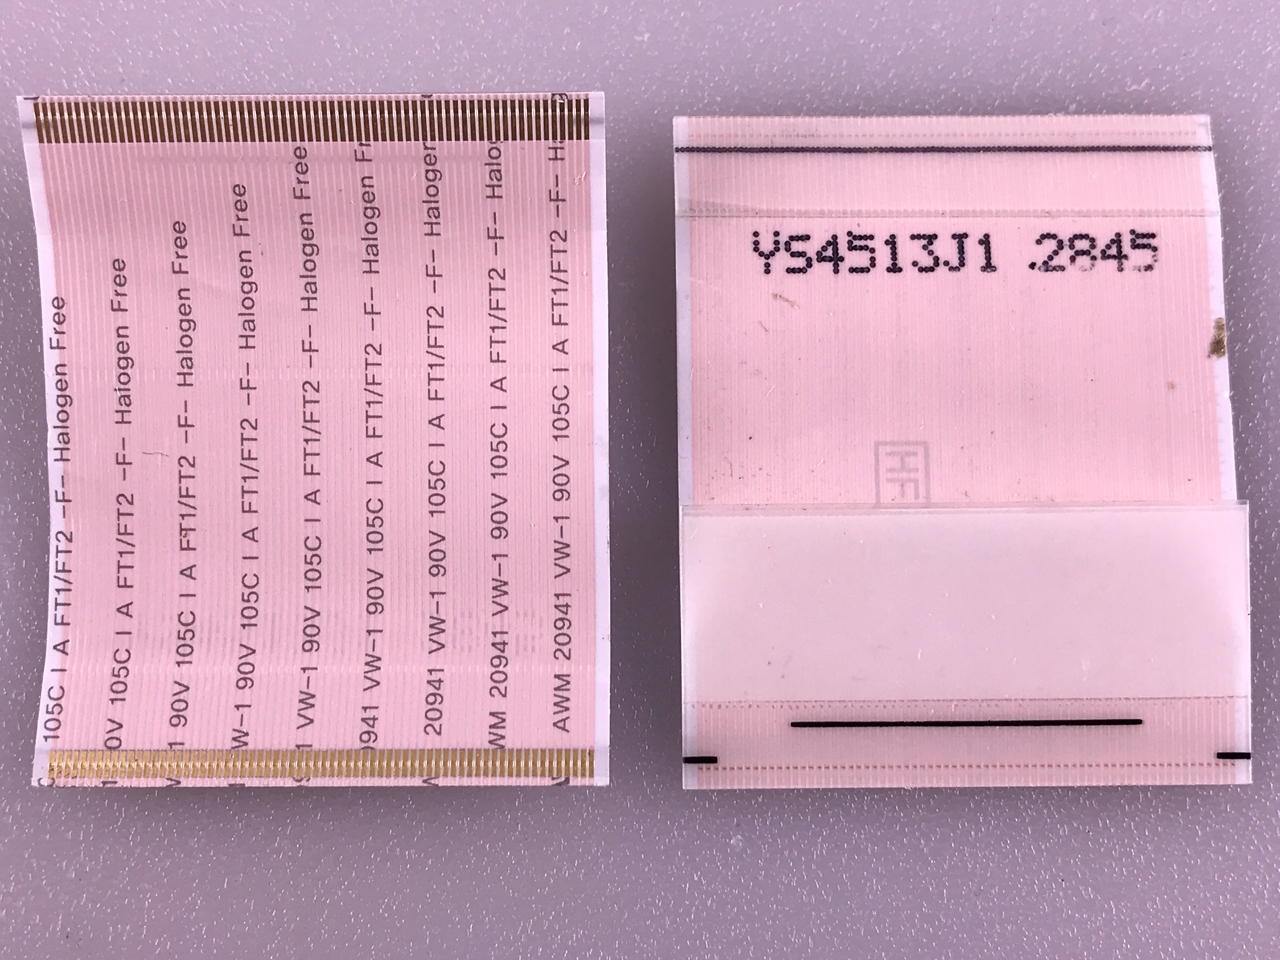 105C I A FT1/FT2 -F- Halogen Free
0V 105C I A FT1/FT2 -F- Halogen Free
1 90V 105C I A FT1/FT2 -F- Halogen Free
W-1 90V 105C I A FT1/FT2 -F- Halogen Free
1 VW-1 90V 105C I A FT1/FT2 -F- Halogen Free
0941 VW-1 90V 105C I A FT1/FT2 -F- Halogen Fr
20941 VW-1 90V 105C I A FT1/FT2 -F- Halogen
WM 20941 VW-1 90V 105C I A FT1/FT2 -F- Halog
AWM 20941 VW-1 90V 105C I A FT1/FT2 -F- Ha
YS4513J1 2845
HF